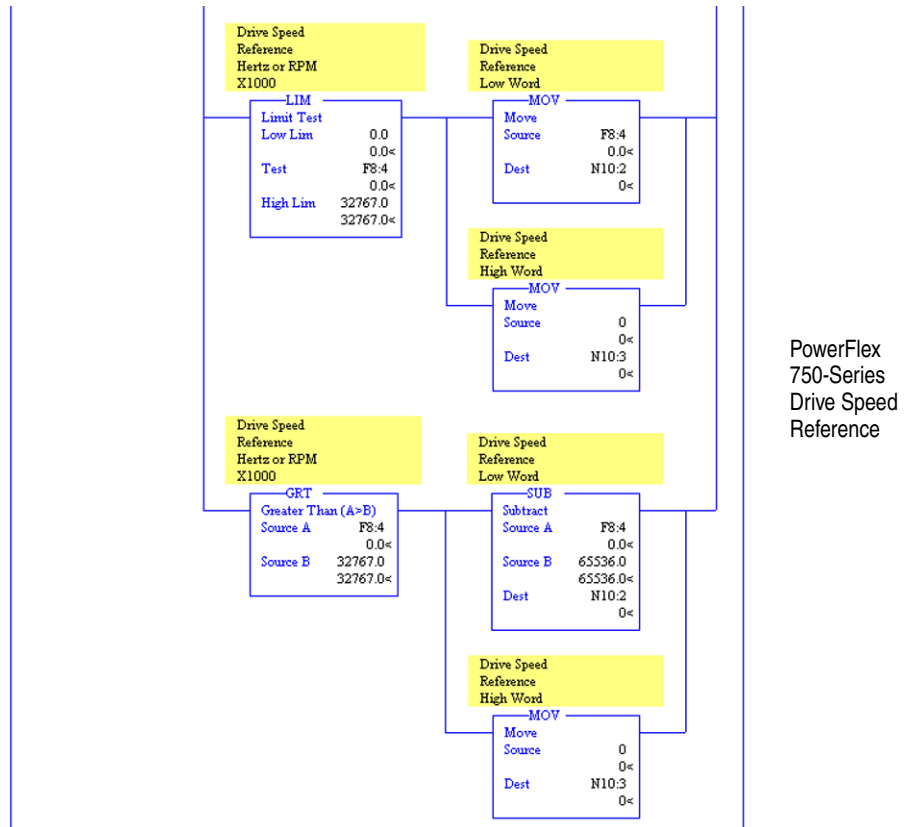 Drive Speed
Reference
Hertz or RPM
X1000
LIM
Limit Test
Low Lim 0.0
0.0<
Test F8:4
0.0<
High Lim 32767.0
32767.0<
Drive Speed
Reference
Low Word
MOV
Move
Source F8:4
0.0<
Dest N10:2
0<
Drive Speed
Reference
High Word
MOV
Move
Source 0
0<
Dest N10:3
0<
PowerFlex
750-Series
Drive Speed
Reference
Drive Speed
Reference
Hertz or RPM
X1000
GRT
Greater Than (A>B)
Source A F8:4
0.0<
Source B 32767.0
32767.0<
Drive Speed
Reference
Low Word
SUB
Subtract
Source A F8:4
0.0<
Source B 65536.0
65536.0<
Dest N10:2
0<
Drive Speed
Reference
High Word
MOV
Move
Source 0
0<
Dest N10:3
0<